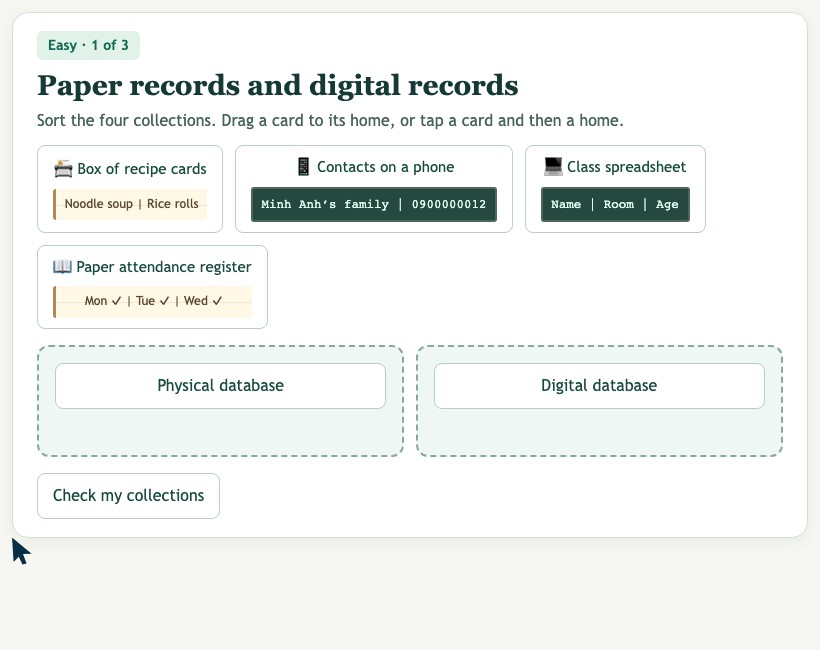 Easy · 1 of 3
Paper records and digital records
Sort the four collections. Drag a card to its home, or tap a card and then a home.
Box of recipe cards
Noodle soup | Rice rolls
Contacts on a phone
Minh Anh’s family | 0900000012
Class spreadsheet
Name | Room | Age
Paper attendance register
Mon ✓ | Tue ✓ | Wed ✓
Physical database
Digital database
Check my collections